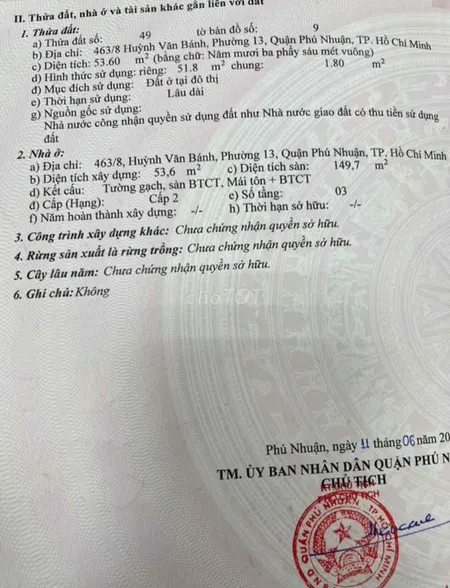 II. Thửa đất, nhà ở và tài sản khác gắn liền với đất
1. Thửa đất:
a) Thửa đất số: 49 tờ bản đồ số: 9
b) Địa chỉ: 463/8 Huỳnh Văn Bánh, Phường 13, Quận Phú Nhuận, TP. Hồ Chí Minh
c) Diện tích: 53.60 m² (bằng chữ: Năm mươi ba phẩy sáu mét vuông)
d) Hình thức sử dụng: riêng: 51.8 m² chung: 1.80 m²
đ) Mục đích sử dụng: Đất ở tại đô thị
e) Thời hạn sử dụng: Lâu dài
g) Nguồn gốc sử dụng:
Nhà nước công nhận quyền sử dụng đất như Nhà nước giao đất có thu tiền sử dụng
đất
2. Nhà ở:
a) Địa chỉ: 463/8, Huỳnh Văn Bánh, Phường 13, Quận Phú Nhuận, TP. Hồ Chí Minh
b) Diện tích xây dựng: 53,6 m² c) Diện tích sàn: 149,7 m²
d) Kết cấu: Tường gạch, sàn BTCT, Mái tôn + BTCT
đ) Cấp (Hạng): Cấp 2 e) Số tầng: 03
f) Năm hoàn thành xây dựng: -/- h) Thời hạn sở hữu: -/-
3. Công trình xây dựng khác: Chưa chứng nhận quyền sở hữu.
4. Rừng sản xuất là rừng trồng: Chưa chứng nhận quyền sở hữu.
5. Cây lâu năm: Chưa chứng nhận quyền sở hữu.
6. Ghi chú: Không
choTỐT
Phú Nhuận, ngày 11 tháng 06 năm 20
TM. ỦY BAN NHÂN DÂN QUẬN PHÚ N
CHỦ TỊCH
PHÓ CHỦ TỊCH
QUẬN PHÚ NHUẬN TP HỒ CHÍ MINH